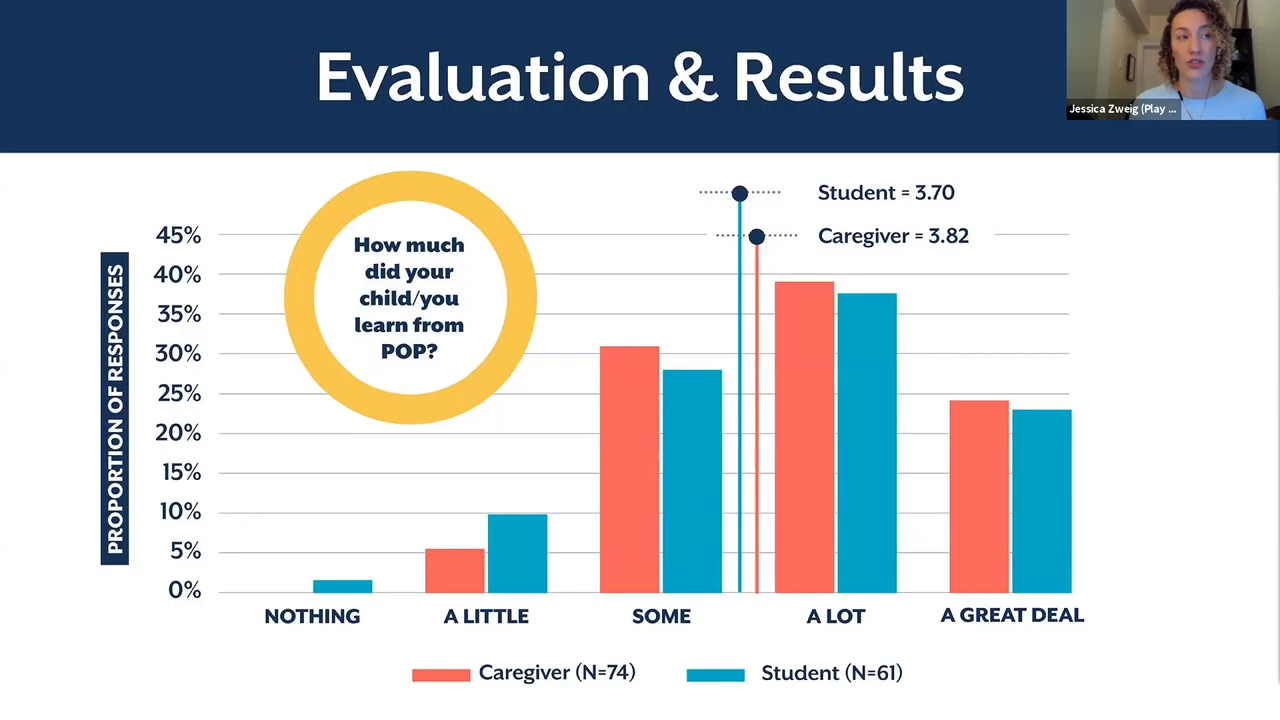 Evaluation & Results
Jessica Zweig (Play ...
How much
did your
child/you
learn from
POP?
Student = 3.70
Caregiver = 3.82
PROPORTION OF RESPONSES
45%
40%
35%
30%
25%
20%
15%
10%
5%
0%
NOTHING
A LITTLE
SOME
A LOT
A GREAT DEAL
Caregiver (N=74)
Student (N=61)